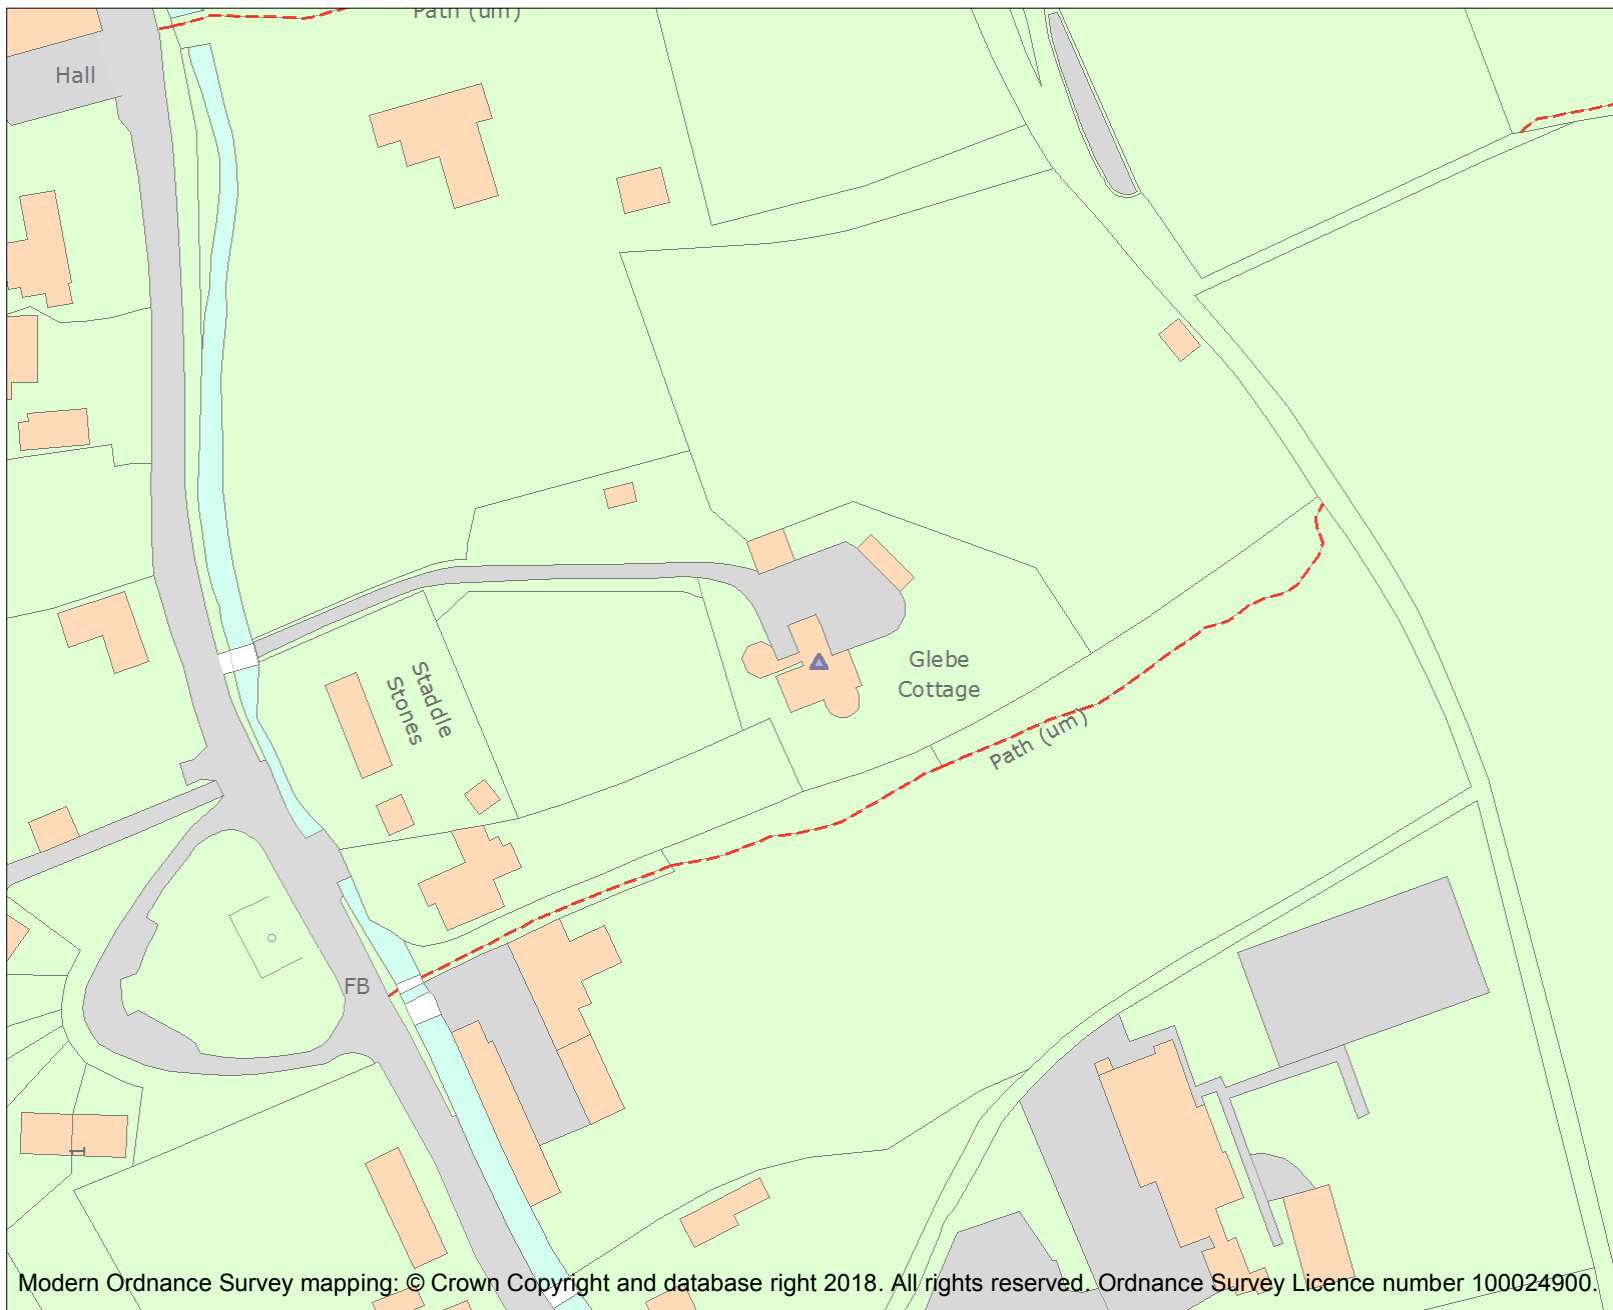 Path (um)
Hall
Staddle
Stones
Glebe
Cottage
Path (um)
FB
1
Modern Ordnance Survey mapping: © Crown Copyright and database right 2018. All rights reserved. Ordnance Survey Licence number 100024900.